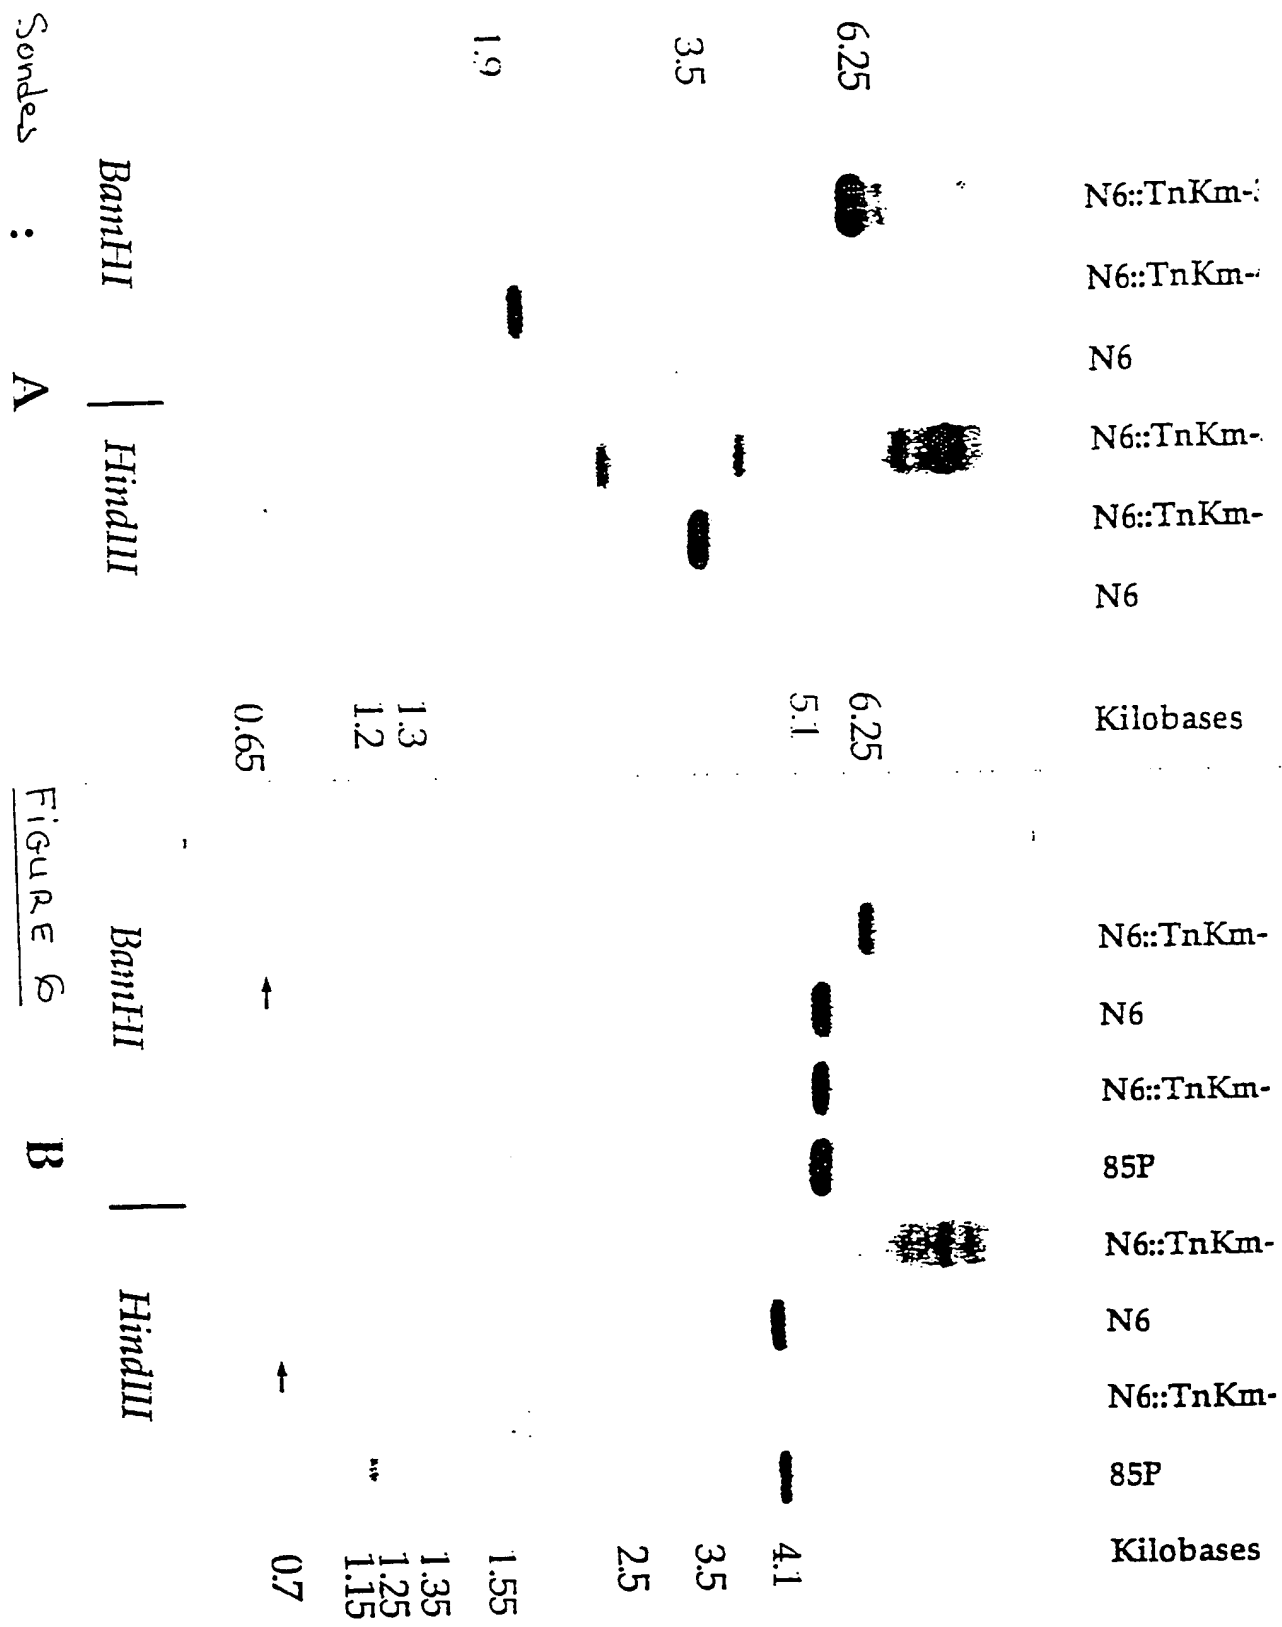 6.25
3.5
1.9
BamHI
HindIII
Sondes : A
N6::TnKm-
N6::TnKm-
N6
N6::TnKm-
N6::TnKm-
N6
Kilobases
6.25
5.1
1.3
1.2
0.65
FIGURE 6
BamHI
HindIII
B
N6::TnKm-
N6
N6::TnKm-
85P
N6::TnKm-
N6
N6::TnKm-
85P
Kilobases
4.1
3.5
2.5
1.55
1.35
1.25
1.15
0.7